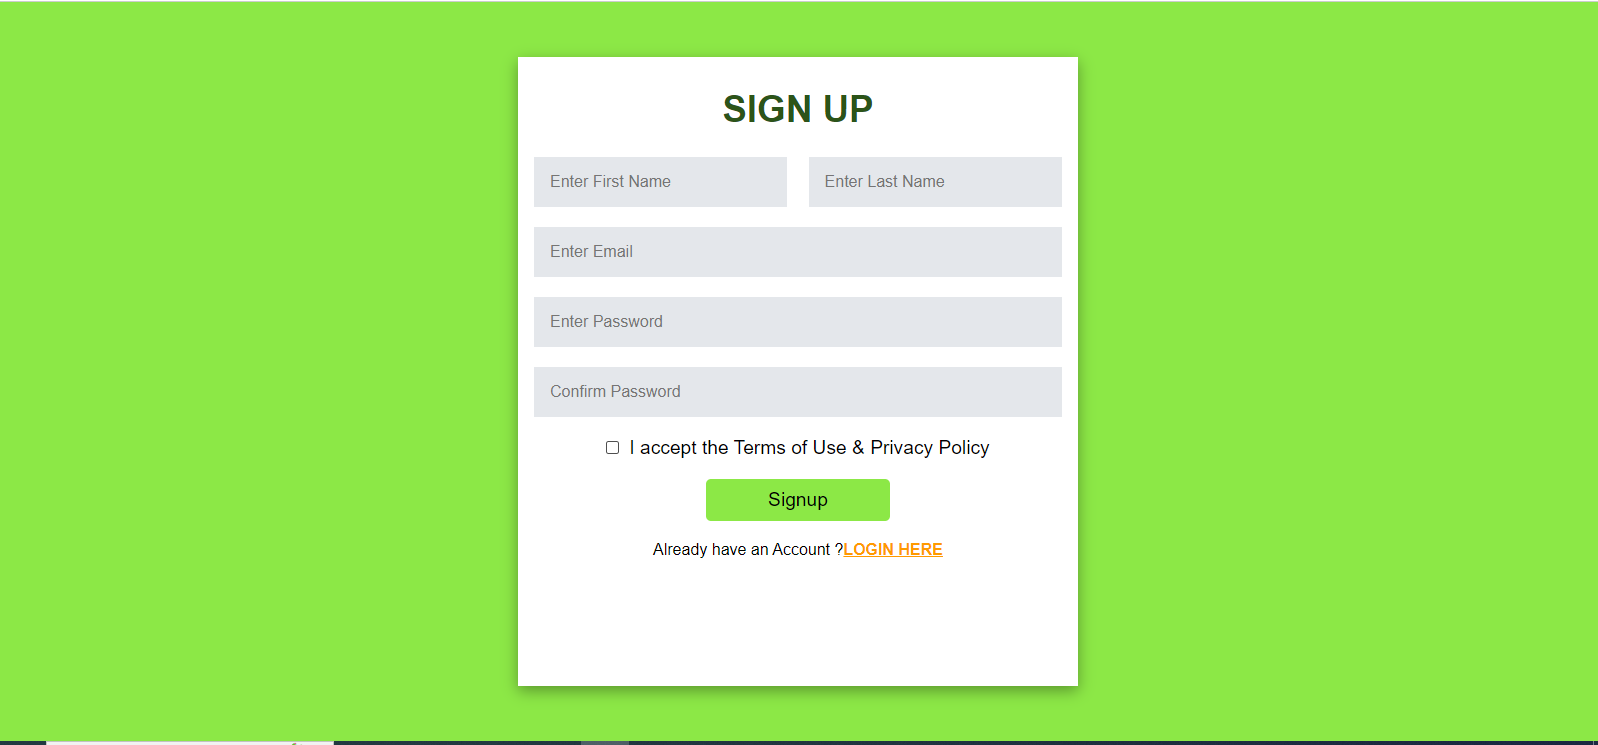 SIGN UP
Enter First Name
Enter Last Name
Enter Email
Enter Password
Confirm Password
I accept the Terms of Use & Privacy Policy
Signup
Already have an Account ?LOGIN HERE